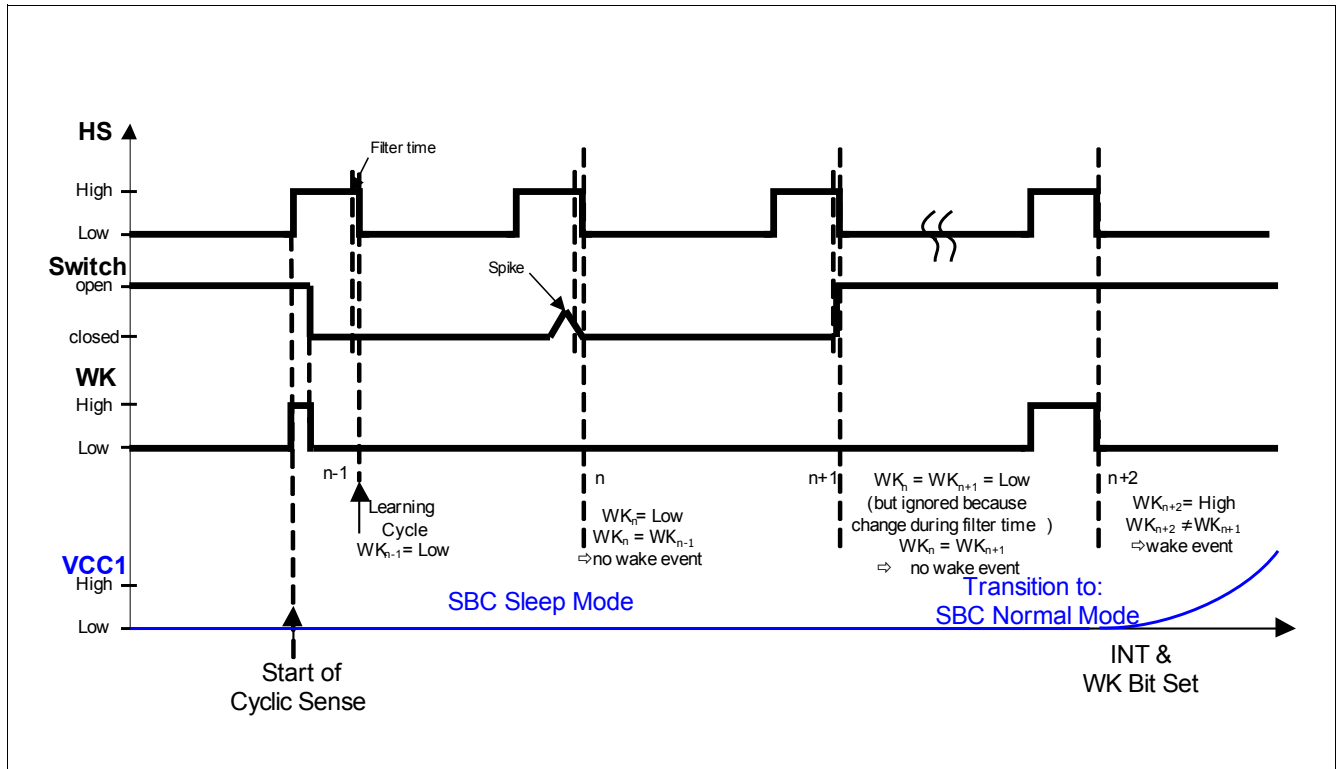 HS
Filter time
High
Low
Switch
open
Spike
closed
WK
High
Low
n-1
n
n+1
n+2
Learning
Cycle
WKn-1= Low
WKn= Low
WKn = WKn-1
⇨no wake event
WKn = WKn+1 = Low
(but ignored because
change during filter time )
WKn = WKn+1
⇨ no wake event
WKn+2= High
WKn+2 ≠WKn+1
⇨wake event
VCC1
High
Low
SBC Sleep Mode
Transition to:
SBC Normal Mode
Start of
Cyclic Sense
INT &
WK Bit Set